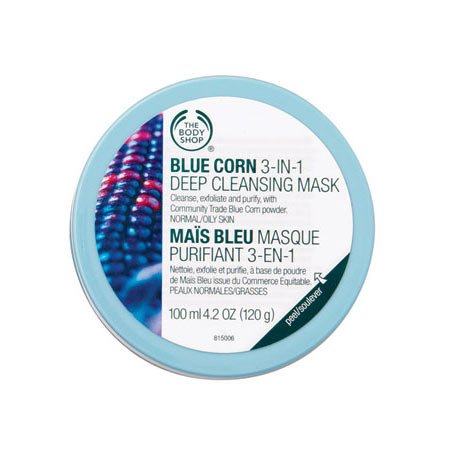 THE
BODY
SHOP
®
BLUE CORN 3-IN-1
DEEP CLEANSING MASK
Cleanse, exfoliate and purify, with
Community Trade Blue Corn powder.
NORMAL/OILY SKIN
MAÏS BLEU MASQUE
PURIFIANT 3-EN-1
Nettoie, exfolie et purifie, à base de poudre
de Maïs Bleu issue du Commerce Equitable.
PEAUX NORMALES/GRASSES
peel/soulever
100 ml 4.2 OZ (120 g)
815006